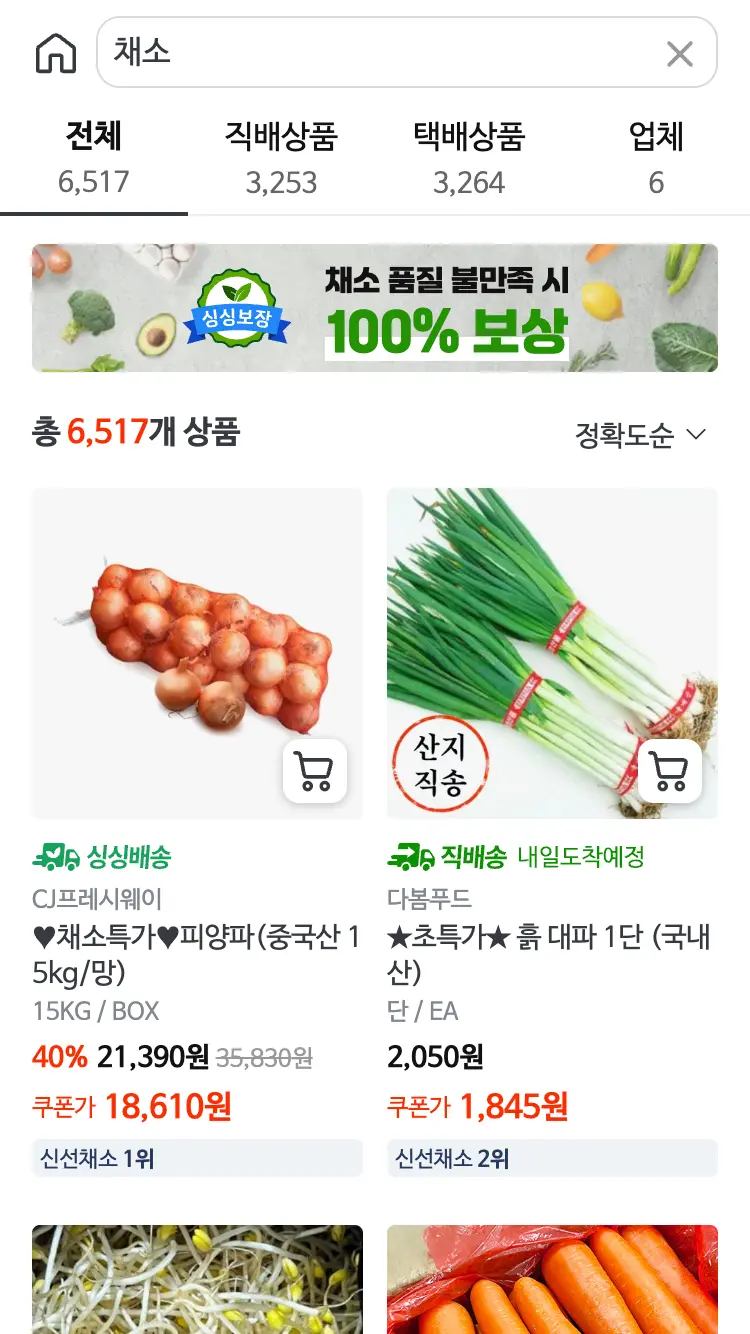 채소
전체 직배상품 택배상품 업체
6,517 3,253 3,264 6
싱싱보장
채소 품질 불만족 시
100% 보상
총 6,517개 상품
정확도순
산지
직송
싱싱배송
CJ프레시웨이
♥채소특가♥피양파(중국산 1
5kg/망)
15KG / BOX
40% 21,390원 35,830원
쿠폰가 18,610원
신선채소 1위
직배송 내일도착예정
다봄푸드
★초특가★ 흙 대파 1단 (국내
산)
단 / EA
2,050원
쿠폰가 1,845원
신선채소 2위